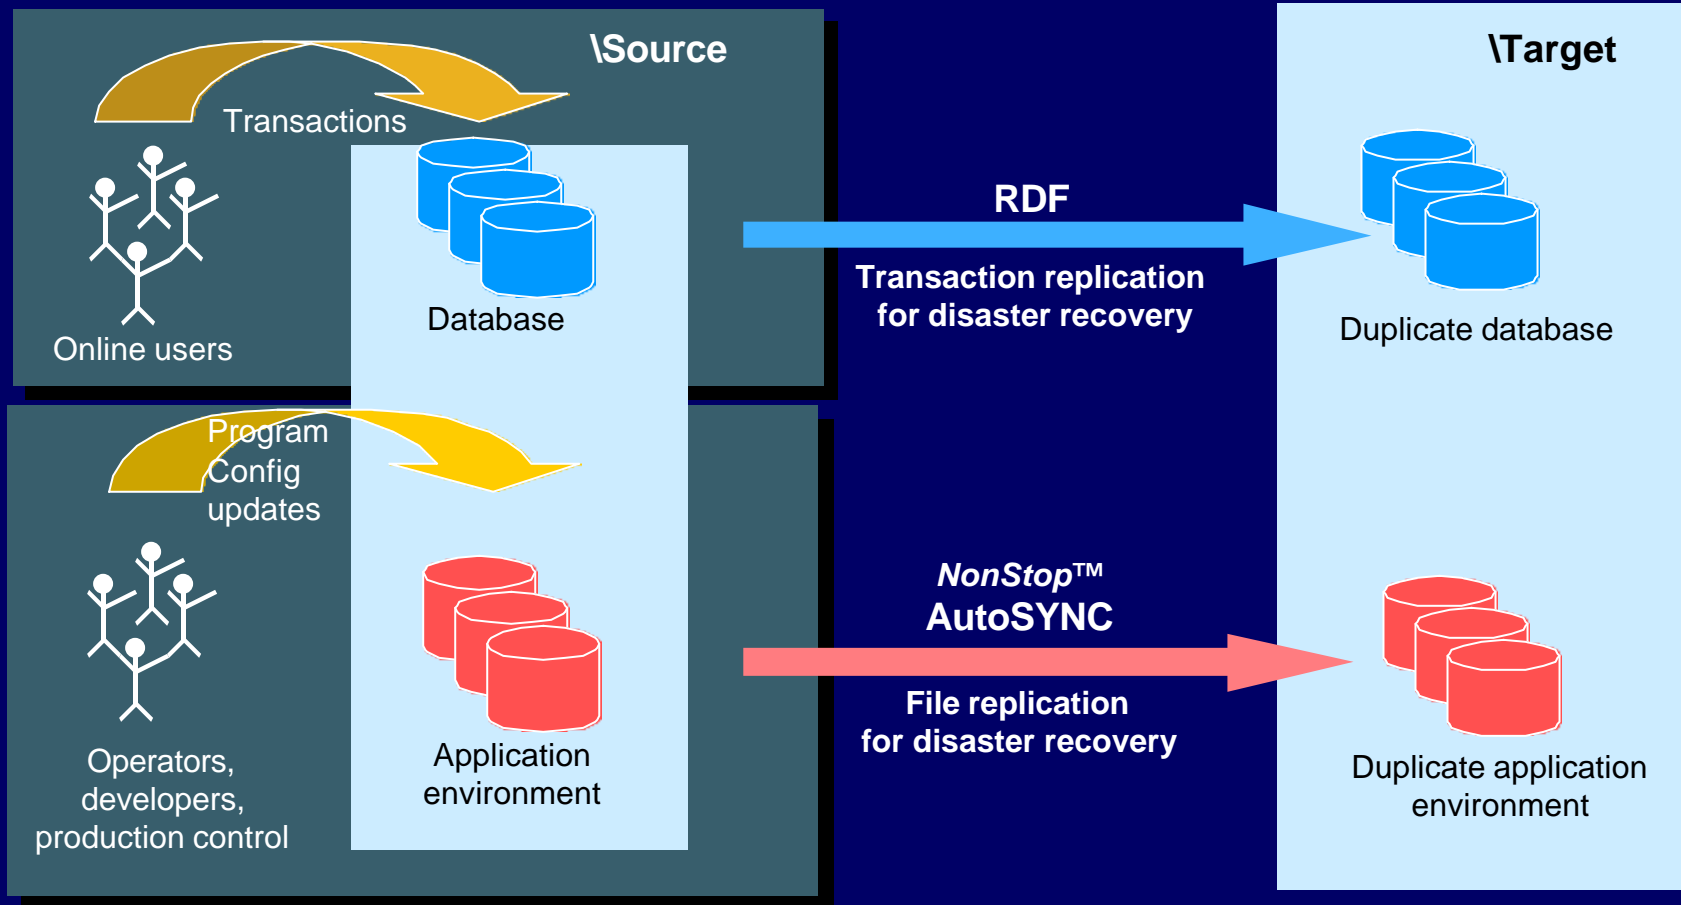 \Source
\Target
Transactions
RDF
Transaction replication
for disaster recovery
Database
Duplicate database
Online users
Program
Config
updates
NonStop™
AutoSYNC
File replication
for disaster recovery
Operators,
developers,
production control
Application
environment
Duplicate application
environment